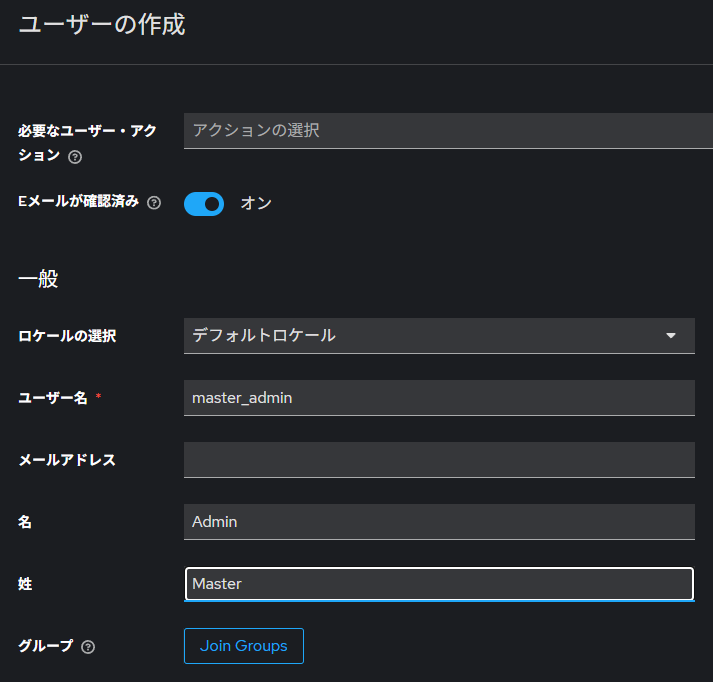 ユーザーの作成
必要なユーザー・アク
ション
アクションの選択
Eメールが確認済み
オン
一般
ロケールの選択
デフォルトロケール
ユーザー名 *
master_admin
メールアドレス
名
Admin
姓
Master
グループ
Join Groups